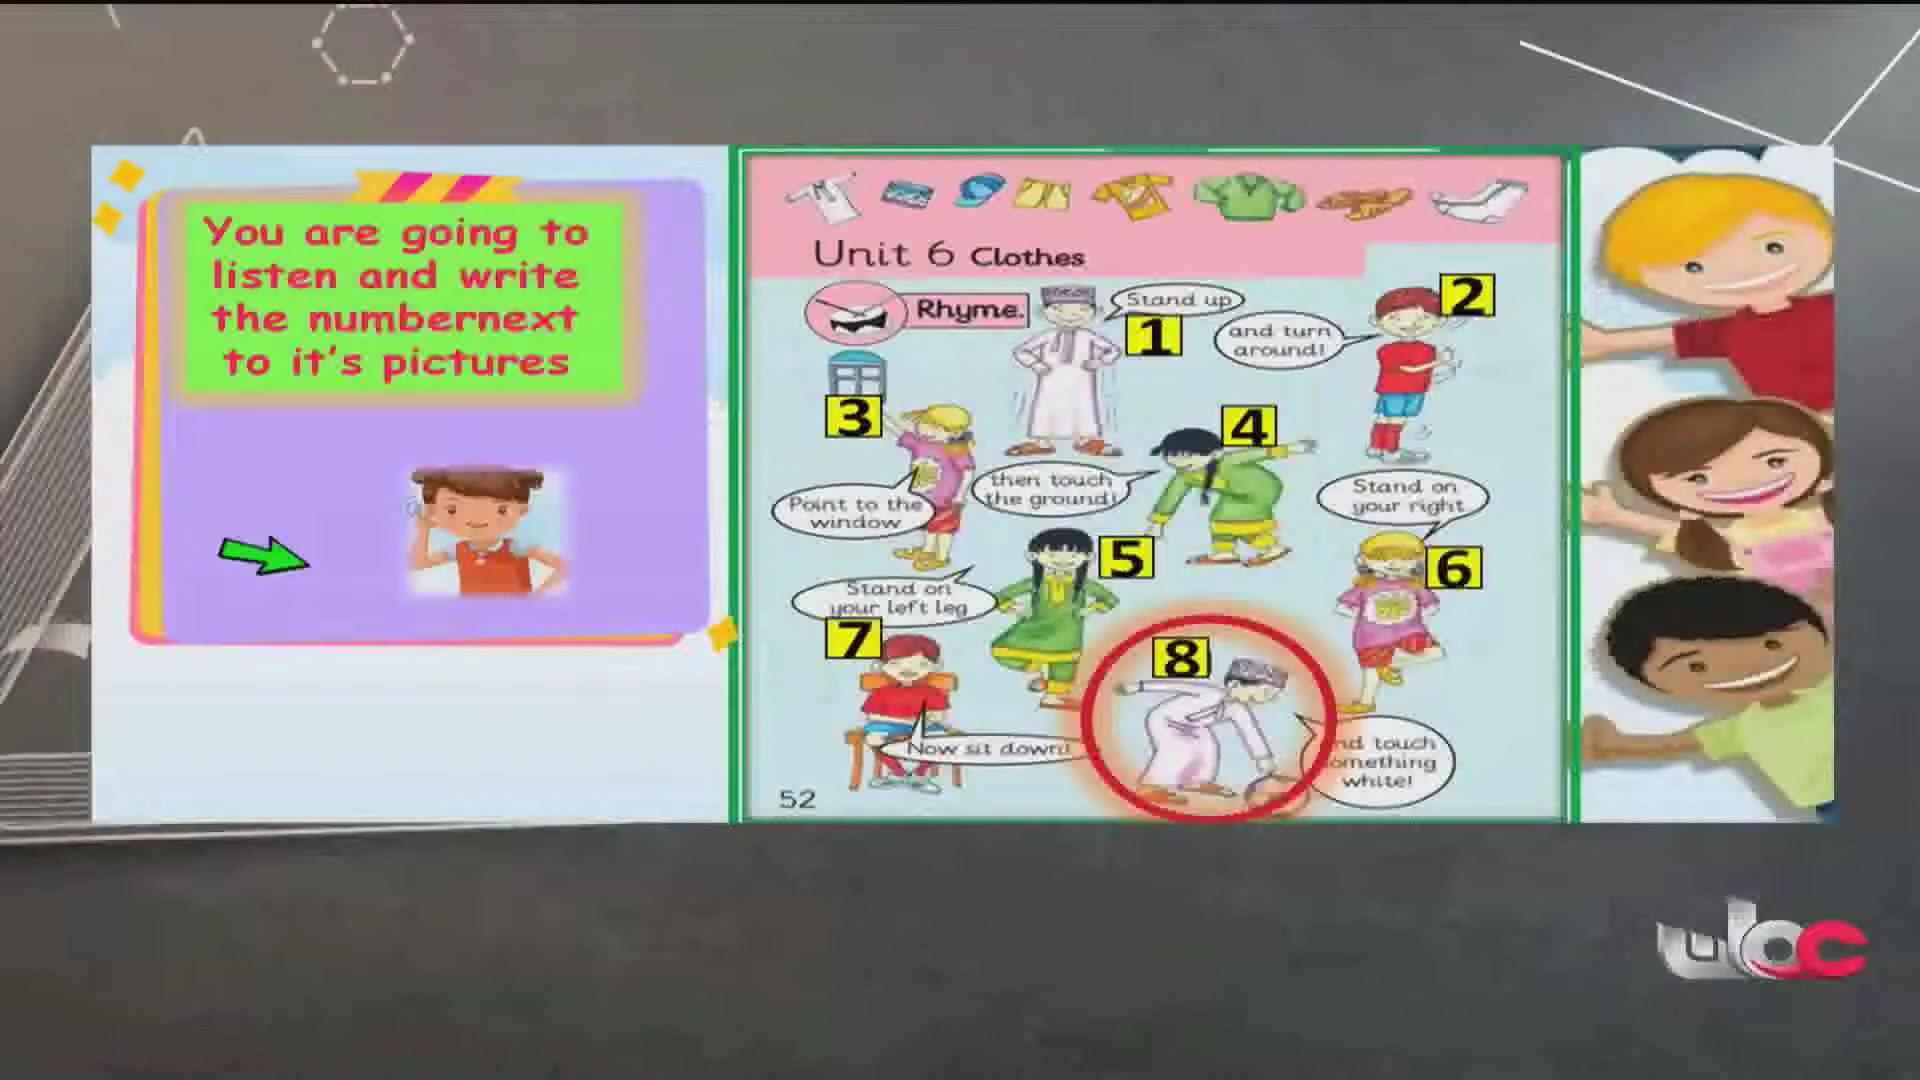 You are going to
listen and write
the numbernext
to it's pictures
Unit 6 Clothes
Rhyme.
Stand up
1
and turn
around!
2
3
Point to the
window
then touch
the ground!
4
Stand on
your right
5
Stand on
your left leg
6
7
Now sit down!
8
touch
white!
52